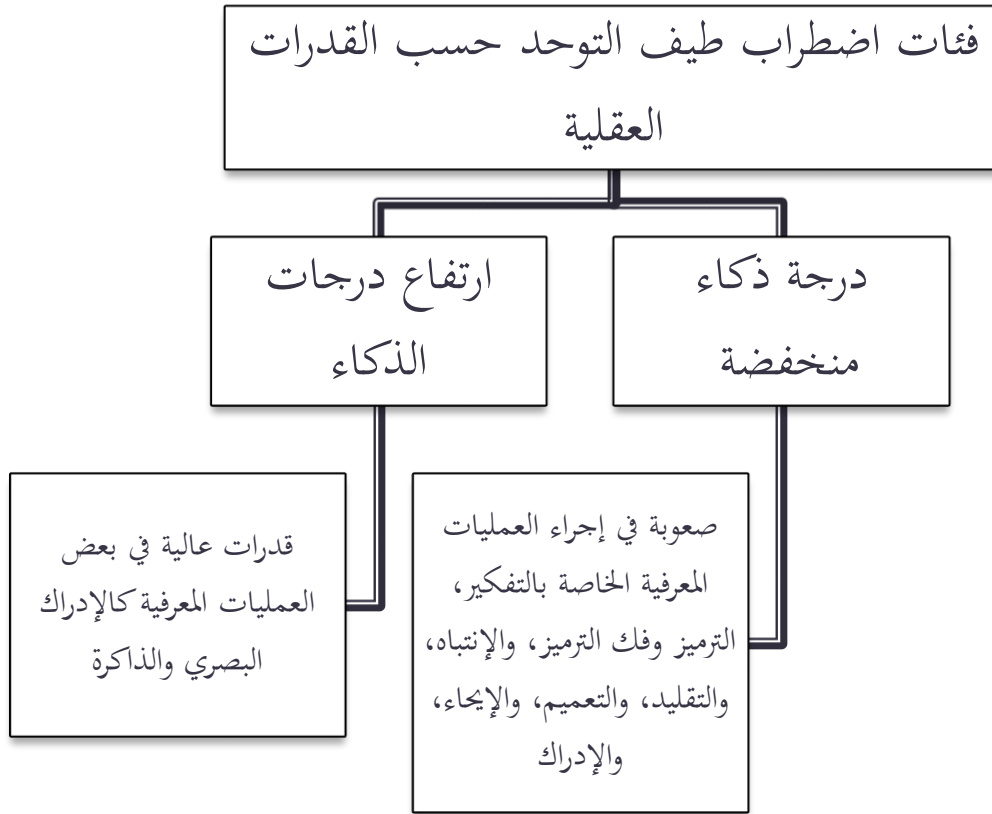 فئات اضطراب طيف التوحد حسب القدرات
العقلية
درجة ذكاء
منخفضة
صعوبة في إجراء العمليات
المعرفية الخاصة بالتفكير،
الترميز وفك الترميز، والإنتباه،
والتقليد، والتعميم، والإيحاء،
والإدراك
ارتفاع درجات
الذكاء
قدرات عالية في بعض
العمليات المعرفية كالإدراك
البصري والذاكرة